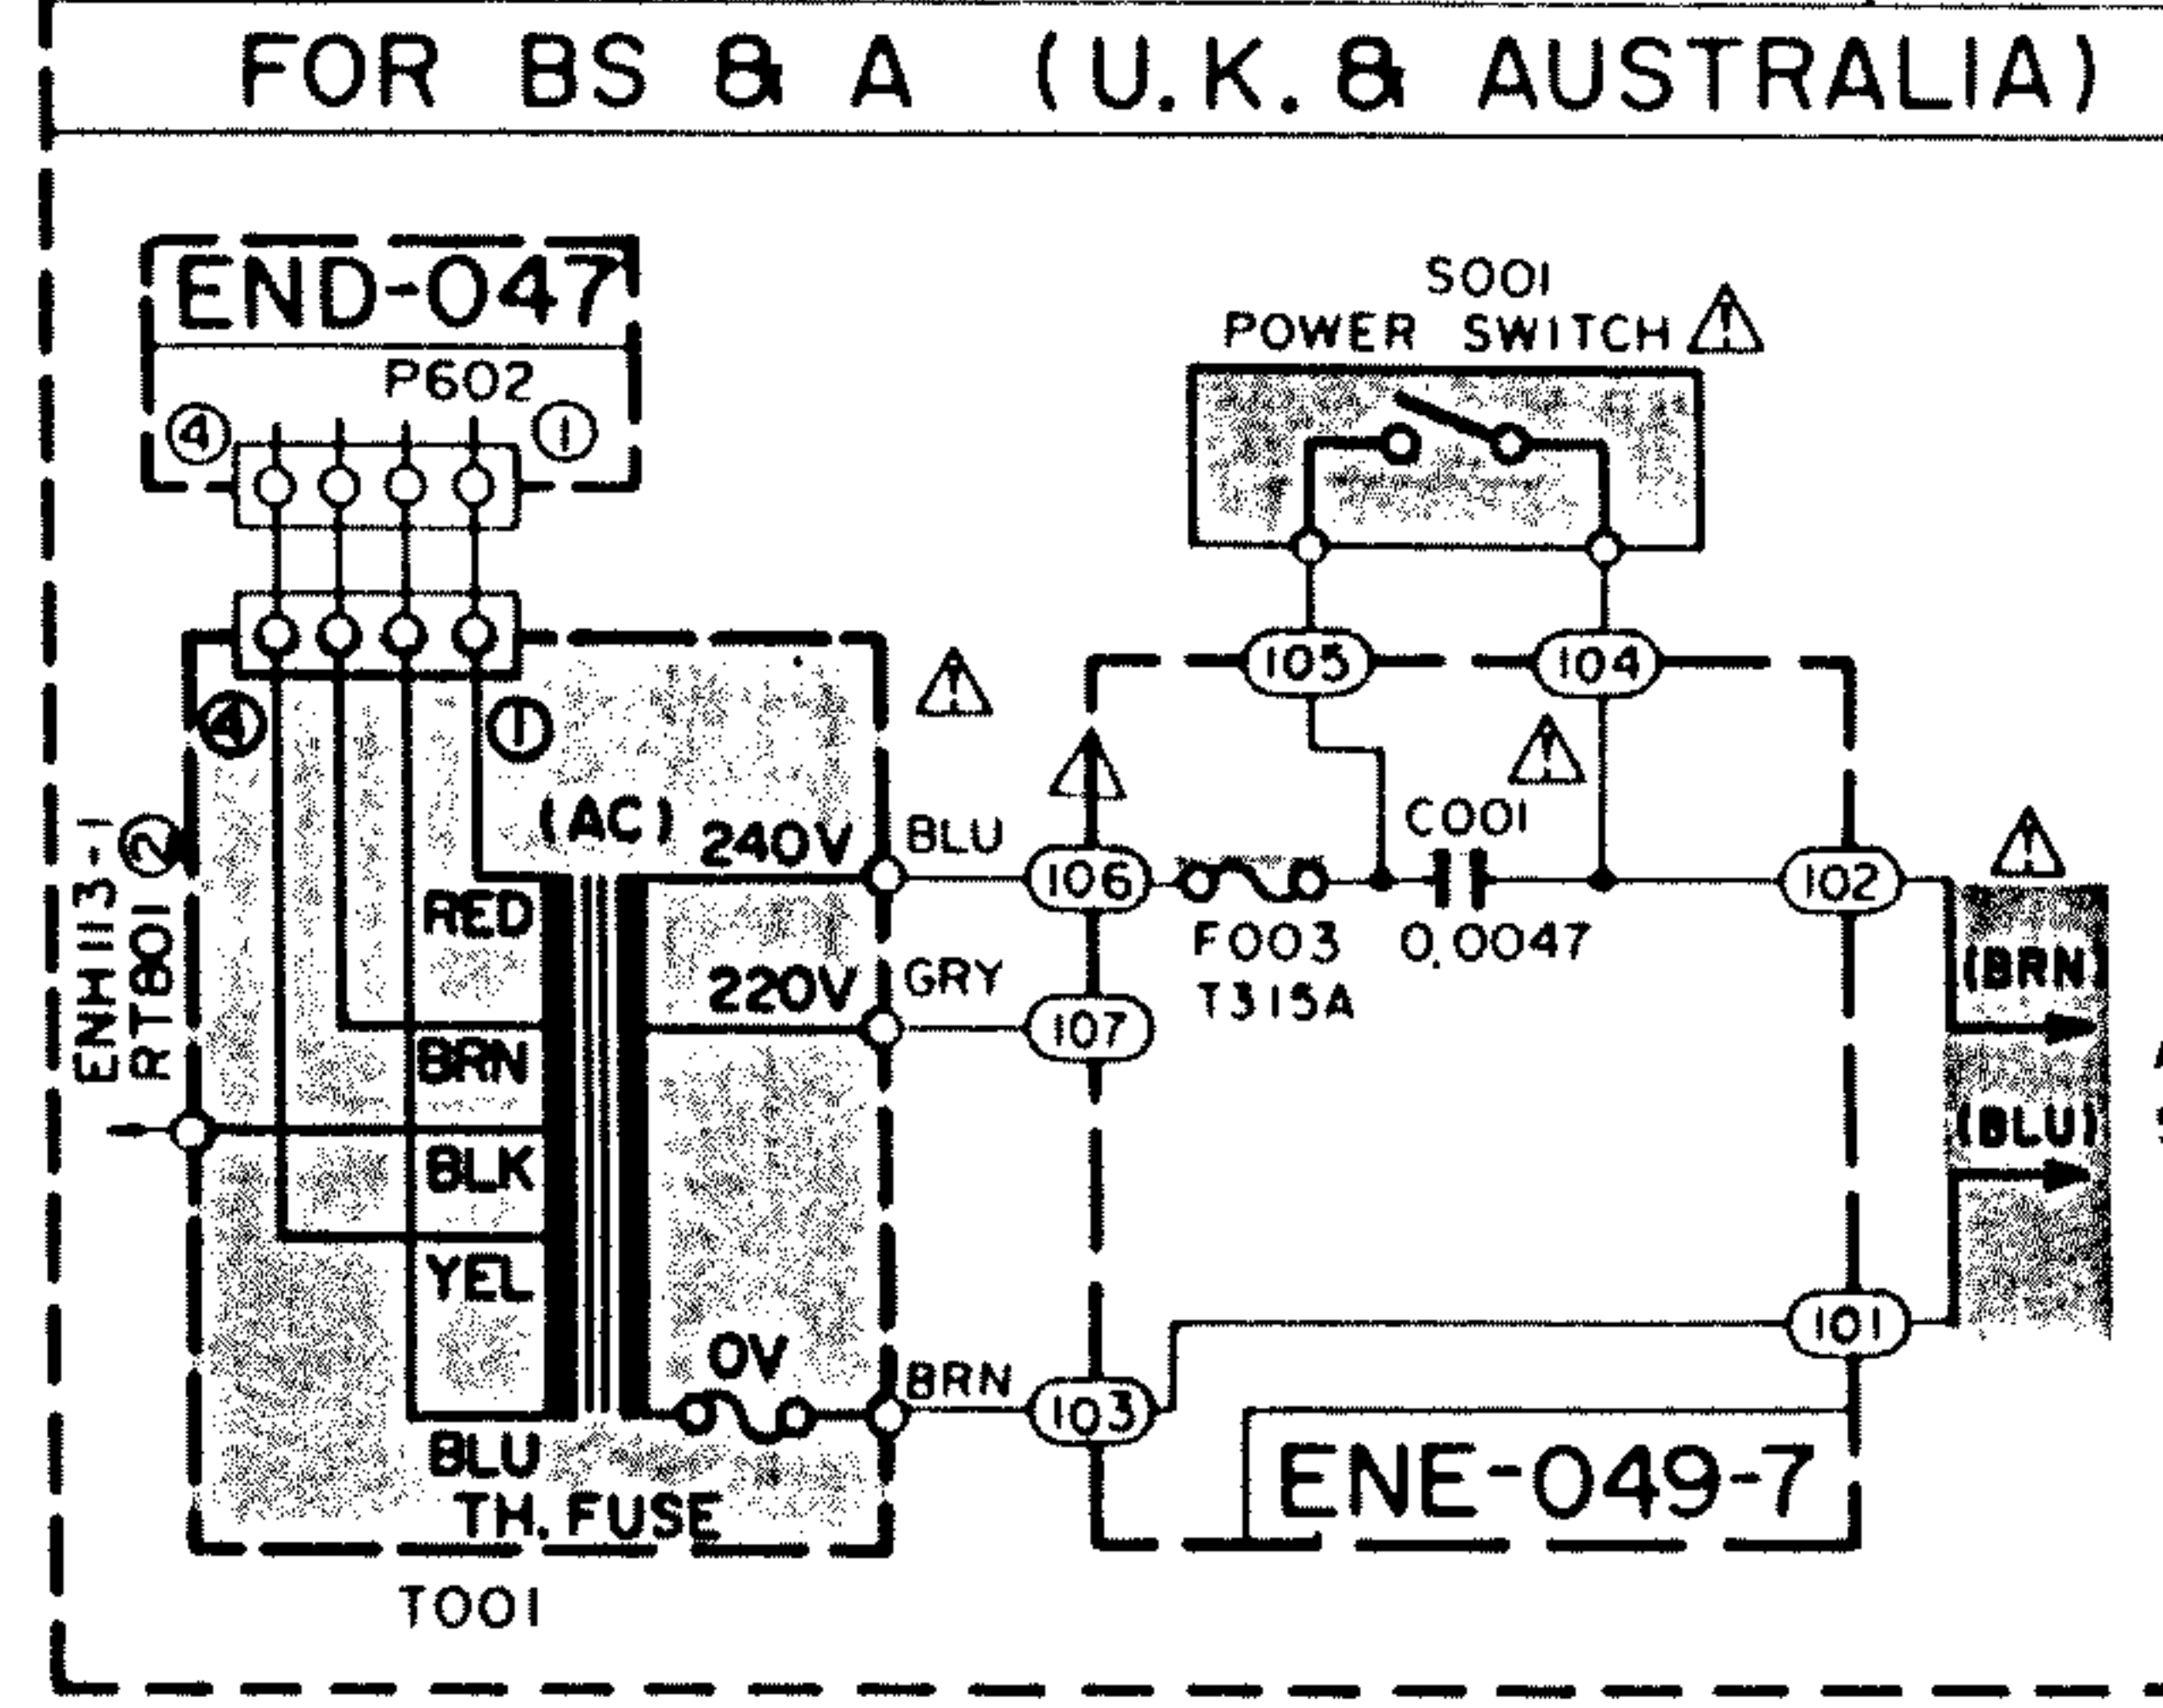 FOR BS & A (U.K. & AUSTRALIA)
END-047
P602
4 1
S001
POWER SWITCH
105 104
4 1
(AC) 240V BLU 106
C001
102
F003 0.0047
T315A
RED
220V GRY 107
(BRN)
ENH113-1 2
RT801
BRN
(BLU)
BLK
YEL
101
0V BRN 103
BLU
TH. FUSE
ENE-049-7
T001